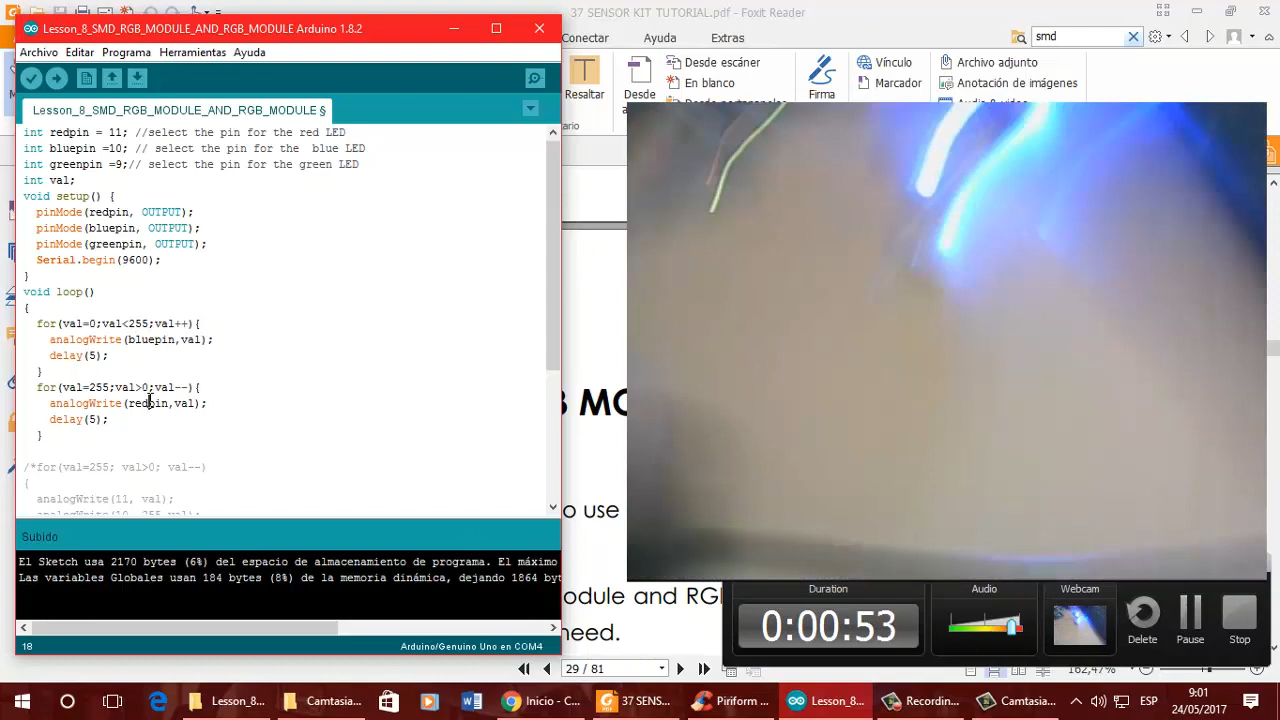 Lesson_8_SMD_RGB_MODULE_AND_RGB_MODULE Arduino 1.8.2
37 SENSOR KIT TUTORIAL.pdf - Foxit Reader
Archivo Editar Programa Herramientas Ayuda
Conectar Ayuda Extras
smd
Resaltar
Desde escáner
En blanco
Firma
Vínculo
Marcador
Archivo adjunto
Anotación de imágenes
Lesson_8_SMD_RGB_MODULE_AND_RGB_MODULE §
int redpin = 11; //select the pin for the red LED
int bluepin =10; // select the pin for the  blue LED
int greenpin =9;// select the pin for the green LED
int val;
void setup() {
pinMode(redpin, OUTPUT);
pinMode(bluepin, OUTPUT);
pinMode(greenpin, OUTPUT);
Serial.begin(9600);
}
void loop()
{
for(val=0;val<255;val++){
analogWrite(bluepin,val);
delay(5);
}
for(val=255;val>0;val--){
analogWrite(redpin,val);
delay(5);
}
/*for(val=255; val>0; val--)
{
analogWrite(11, val);
analogWrite(10, 255-val);
Subido
El Sketch usa 2170 bytes (6%) del espacio de almacenamiento de programa. El máximo
Las variables Globales usan 184 bytes (8%) de la memoria dinámica, dejando 1864 byt
18
Arduino/Genuino Uno en COM4
o use
odule and RG
need.
29 / 81
162,47%
Duration
0:00:53
Audio
Webcam
Delete
Pause
Stop
Lesson_8...
Camtasia...
Inicio - C...
37 SENS...
Piriform ...
Lesson_8...
Recordin...
Camtasia...
ESP
9:01
24/05/2017